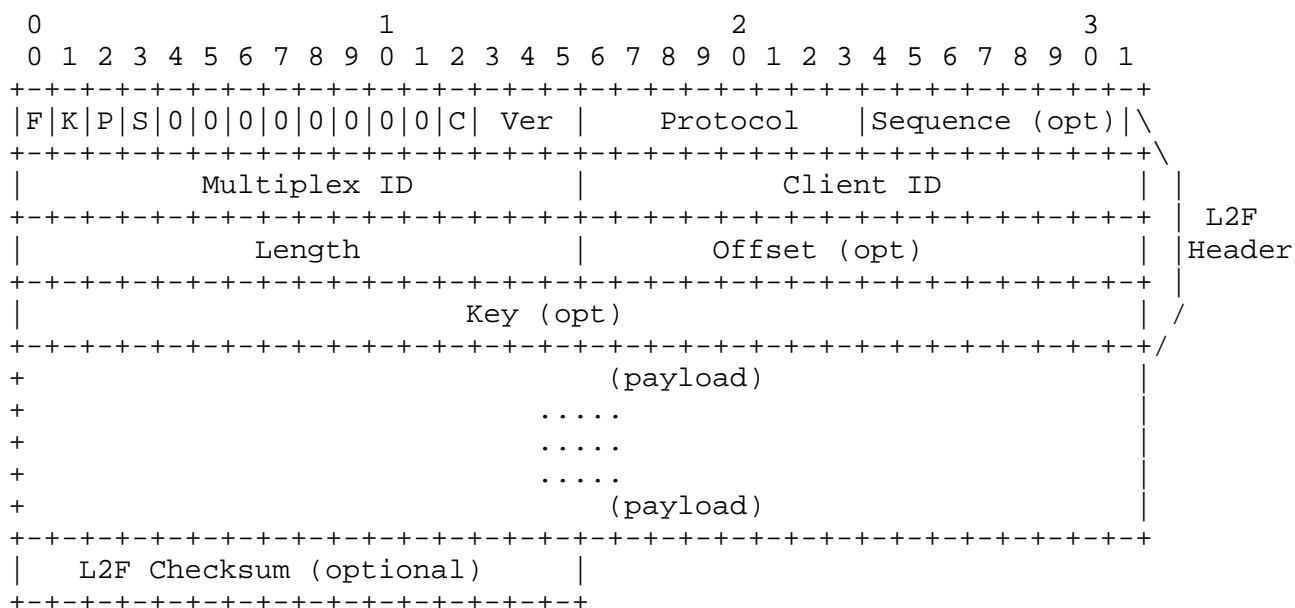 0                   1                   2                   3
 0 1 2 3 4 5 6 7 8 9 0 1 2 3 4 5 6 7 8 9 0 1 2 3 4 5 6 7 8 9 0 1
+-+-+-+-+-+-+-+-+-+-+-+-+-+-+-+-+-+-+-+-+-+-+-+-+-+-+-+-+-+-+-+-+
|F|K|P|S|0|0|0|0|0|0|0|0|C| Ver |    Protocol   |Sequence (opt)|\
+-+-+-+-+-+-+-+-+-+-+-+-+-+-+-+-+-+-+-+-+-+-+-+-+-+-+-+-+-+-+-+-+\
|          Multiplex ID         |           Client ID           | |
+-+-+-+-+-+-+-+-+-+-+-+-+-+-+-+-+-+-+-+-+-+-+-+-+-+-+-+-+-+-+-+-+ | L2F
|             Length            |       Offset (opt)            | |Header
+-+-+-+-+-+-+-+-+-+-+-+-+-+-+-+-+-+-+-+-+-+-+-+-+-+-+-+-+-+-+-+-+ |
|                         Key (opt)                             | /
+-+-+-+-+-+-+-+-+-+-+-+-+-+-+-+-+-+-+-+-+-+-+-+-+-+-+-+-+-+-+-+-+/
+                                 (payload)                     |
+                             .....                             |
+                             .....                             |
+                             .....                             |
+                                 (payload)                     |
+-+-+-+-+-+-+-+-+-+-+-+-+-+-+-+-+-+-+-+-+-+-+-+-+-+-+-+-+-+-+-+-+
|   L2F Checksum (optional)     |
+-+-+-+-+-+-+-+-+-+-+-+-+-+-+-+-+